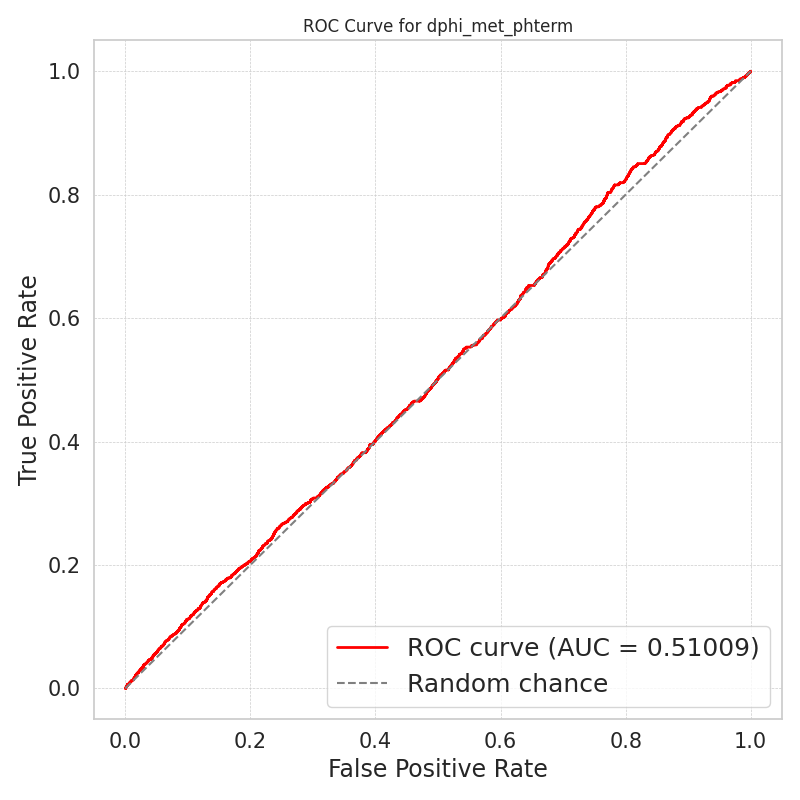 ROC Curve for dphi_met_phterm
1.0
0.8
0.6
0.4
0.2
0.0
True Positive Rate
ROC curve (AUC = 0.51009)
Random chance
0.0 0.2 0.4 0.6 0.8 1.0
False Positive Rate